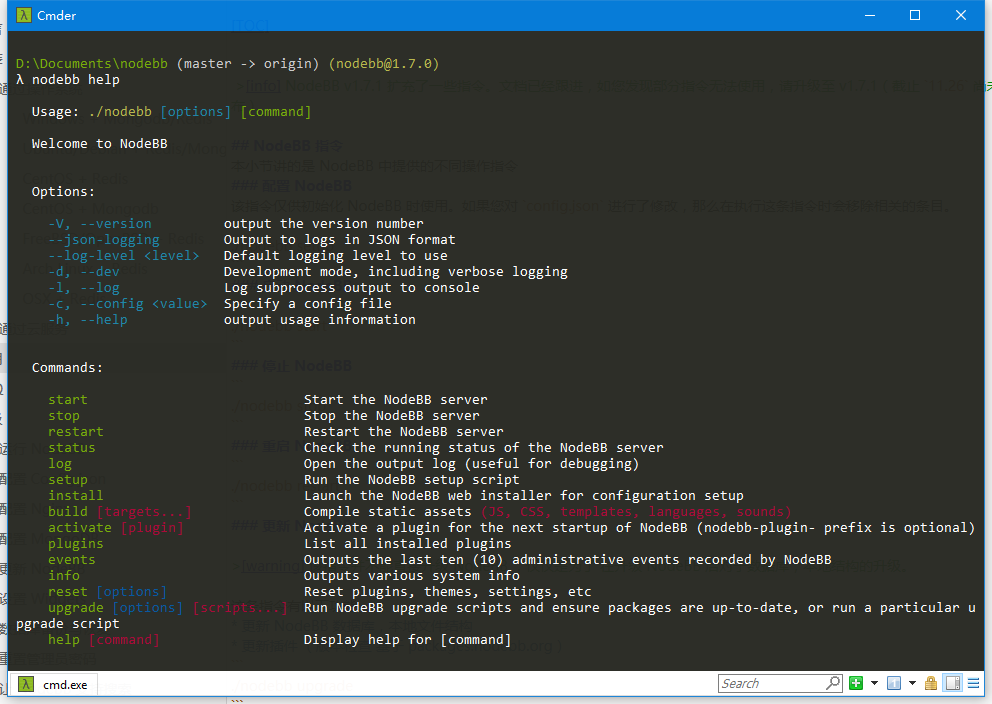 Cmder
D:\Documents\nodebb (master -> origin) (nodebb@1.7.0)
λ nodebb help
Usage: ./nodebb [options] [command]
Welcome to NodeBB
Options:
-V, --version output the version number
--json-logging Output to logs in JSON format
--log-level <level> Default logging level to use
-d, --dev Development mode, including verbose logging
-l, --log Log subprocess output to console
-c, --config <value> Specify a config file
-h, --help output usage information
Commands:
start Start the NodeBB server
stop Stop the NodeBB server
restart Restart the NodeBB server
status Check the running status of the NodeBB server
log Open the output log (useful for debugging)
setup Run the NodeBB setup script
install Launch the NodeBB web installer for configuration setup
build [targets...] Compile static assets (JS, CSS, templates, languages, sounds)
activate [plugin] Activate a plugin for the next startup of NodeBB (nodebb-plugin- prefix is optional)
plugins List all installed plugins
events Outputs the last ten (10) administrative events recorded by NodeBB
info Outputs various system info
reset [options] Reset plugins, themes, settings, etc
upgrade [options] [scripts...] Run NodeBB upgrade scripts and ensure packages are up-to-date, or run a particular u
pgrade script
help [command] Display help for [command]
cmd.exe
Search